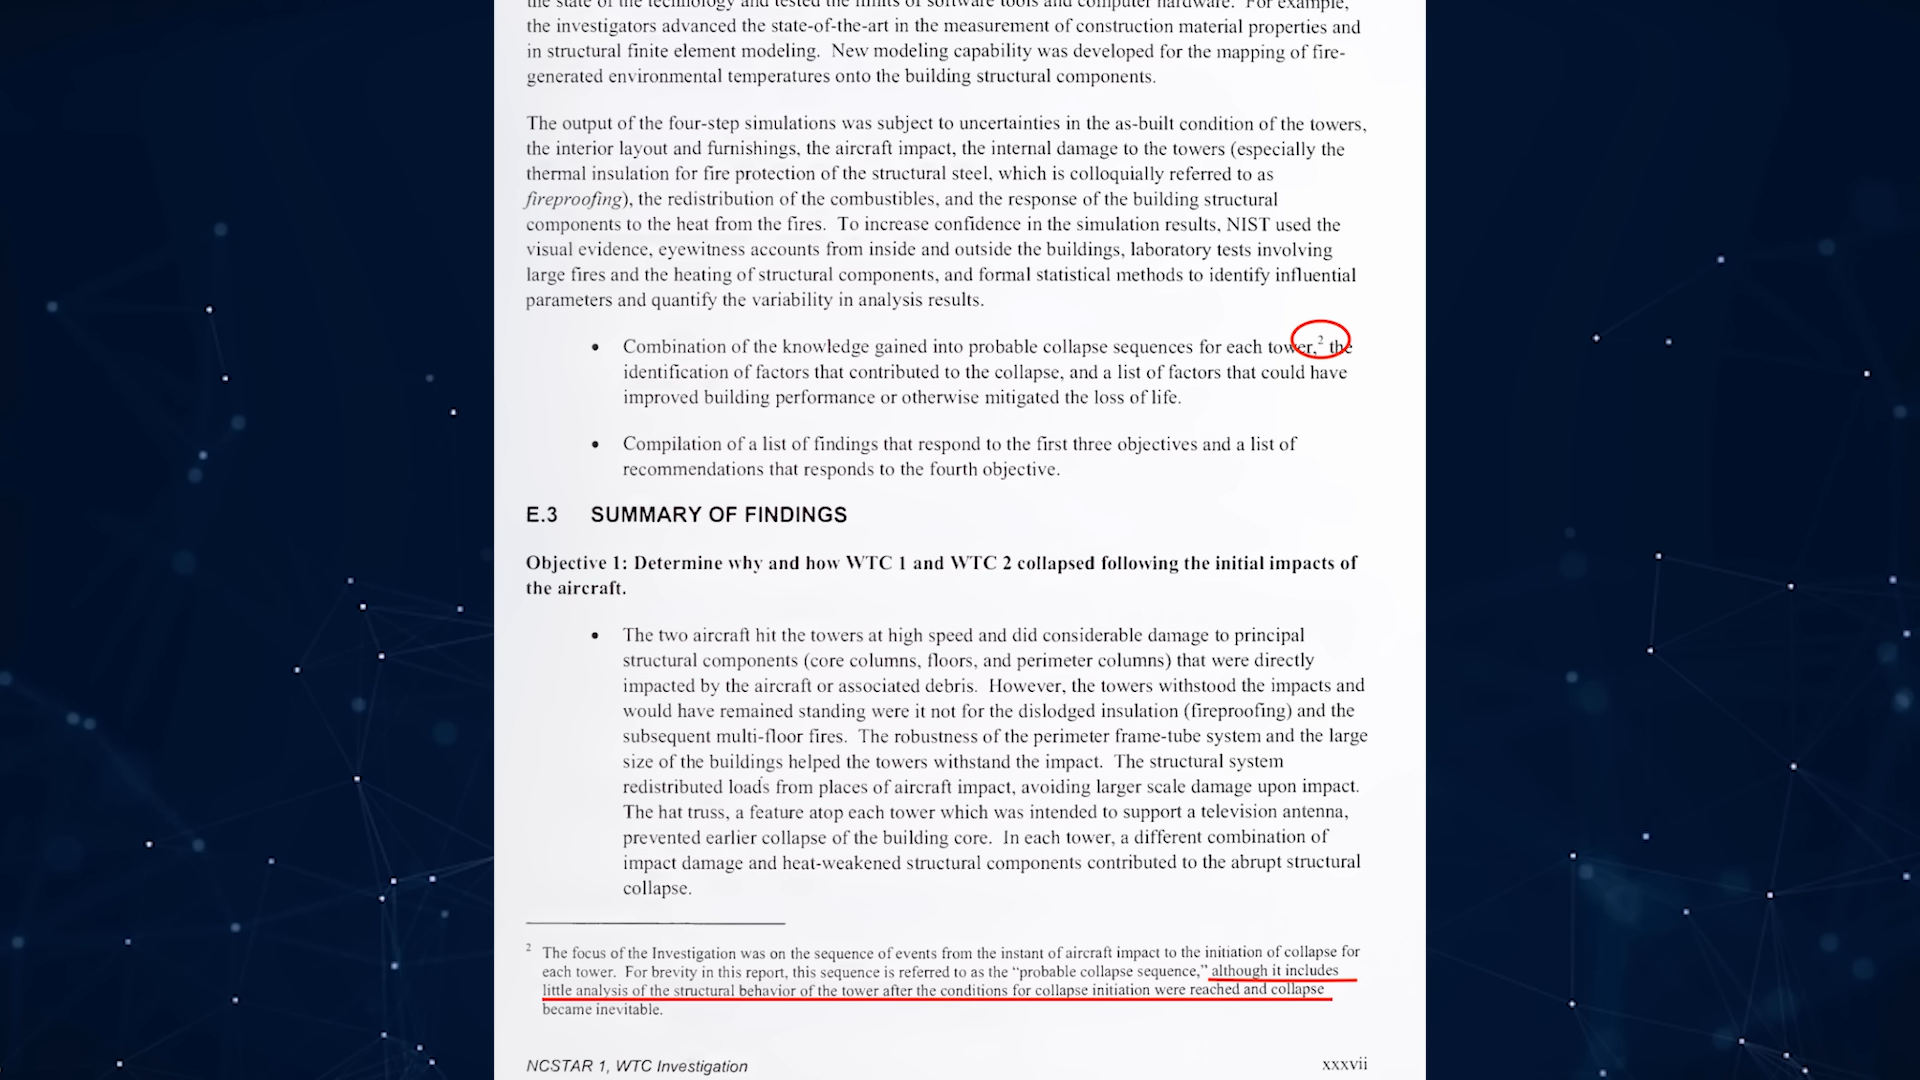 the state of the technology and tested the limits of software tools and computer hardware. For example,
the investigators advanced the state-of-the-art in the measurement of construction material properties and
in structural finite element modeling. New modeling capability was developed for the mapping of fire-
generated environmental temperatures onto the building structural components.
The output of the four-step simulations was subject to uncertainties in the as-built condition of the towers,
the interior layout and furnishings, the aircraft impact, the internal damage to the towers (especially the
thermal insulation for fire protection of the structural steel, which is colloquially referred to as
fireproofing), the redistribution of the combustibles, and the response of the building structural
components to the heat from the fires. To increase confidence in the simulation results, NIST used the
visual evidence, eyewitness accounts from inside and outside the buildings, laboratory tests involving
large fires and the heating of structural components, and formal statistical methods to identify influential
parameters and quantify the variability in analysis results.
• Combination of the knowledge gained into probable collapse sequences for each tower,² the
identification of factors that contributed to the collapse, and a list of factors that could have
improved building performance or otherwise mitigated the loss of life.
• Compilation of a list of findings that respond to the first three objectives and a list of
recommendations that responds to the fourth objective.
E.3 SUMMARY OF FINDINGS
Objective 1: Determine why and how WTC 1 and WTC 2 collapsed following the initial impacts of
the aircraft.
• The two aircraft hit the towers at high speed and did considerable damage to principal
structural components (core columns, floors, and perimeter columns) that were directly
impacted by the aircraft or associated debris. However, the towers withstood the impacts and
would have remained standing were it not for the dislodged insulation (fireproofing) and the
subsequent multi-floor fires. The robustness of the perimeter frame-tube system and the large
size of the buildings helped the towers withstand the impact. The structural system
redistributed loads from places of aircraft impact, avoiding larger scale damage upon impact.
The hat truss, a feature atop each tower which was intended to support a television antenna,
prevented earlier collapse of the building core. In each tower, a different combination of
impact damage and heat-weakened structural components contributed to the abrupt structural
collapse.
² The focus of the Investigation was on the sequence of events from the instant of aircraft impact to the initiation of collapse for
each tower. For brevity in this report, this sequence is referred to as the “probable collapse sequence,” although it includes
little analysis of the structural behavior of the tower after the conditions for collapse initiation were reached and collapse
became inevitable.
NCSTAR 1, WTC Investigation
xxxvii